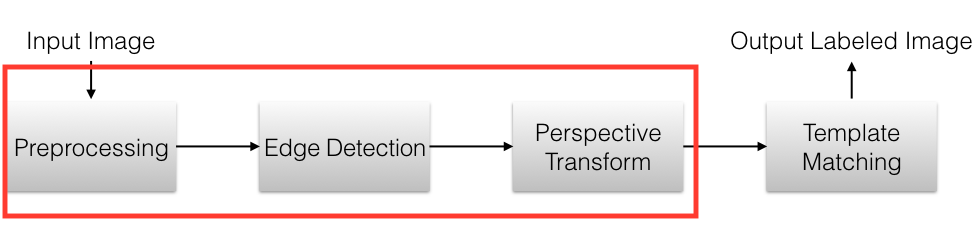 Input Image
Output Labeled Image
Preprocessing
Edge Detection
Perspective
Transform
Template
Matching